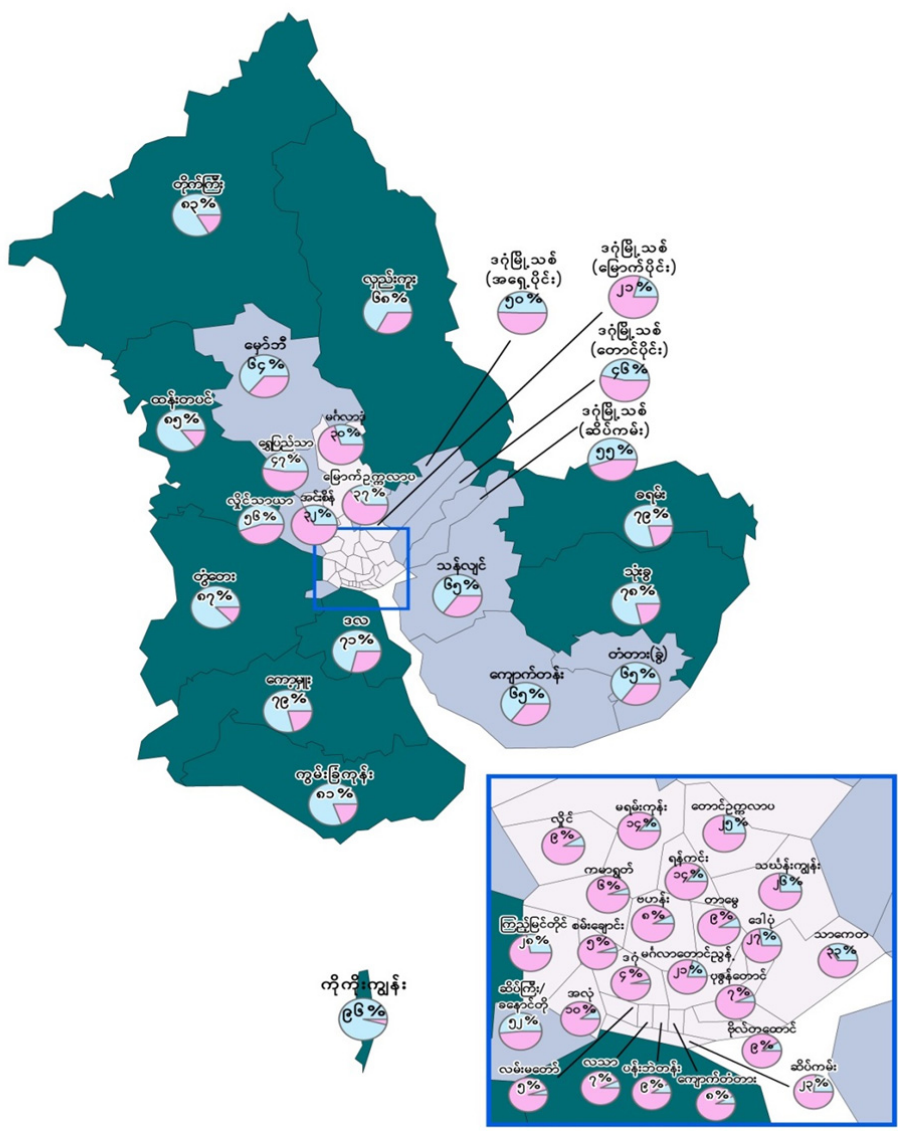 တိုက်ကြီး
၈၃%
လှည်းကူး
၆၈%
ဒဂုံမြို့သစ်
(အရှေ့ပိုင်း)
၅၀%
ဒဂုံမြို့သစ်
(မြောက်ပိုင်း)
၂၁%
ဒဂုံမြို့သစ်
(တောင်ပိုင်း)
၄၆%
ဒဂုံမြို့သစ်
(ဆိပ်ကမ်း)
၅၅%
မှော်ဘီ
၆၄%
ထန်းတပင်
၈၅%
မင်္ဂလာဒုံ
၃၀%
ရွှေပြည်သာ
၄၇%
မြောက်ဥက္ကလာပ
၃၇%
လှိုင်သာယာ
၅၆%
အင်းစိန်
၃၂%
ခရမ်း
၇၉%
သုံးခွ
၇၈%
သန်လျင်
၆၅%
တွံတေး
၈၇%
ဒလ
၇၁%
တံတား(ခွဲ)
၆၅%
ကျောက်တန်း
၆၅%
ကော့မှူး
၇၉%
ကွမ်းခြံကုန်း
၈၁%
ကိုကိုးကျွန်း
၉၆%
လှိုင်
၉%
မရမ်းကုန်း
၁၄%
တောင်ဥက္ကလာပ
၂၅%
ကမာရွတ်
၆%
ရန်ကင်း
၁၄%
သင်္ဃန်းကျွန်း
၂၆%
ဗဟန်း
၈%
တာမွေ
၉%
ဒေါပုံ
၂၇%
သာကေတ
၃၃%
ကြည့်မြင်တိုင်
၂၈%
စမ်းချောင်း
၅%
ဒဂုံ
၄%
မင်္ဂလာတောင်ညွန့်
၂၁%
ပုဇွန်တောင်
၇%
ဆိပ်ကြီး/
ခနောင်တို
၅၂%
အလုံ
၁၀%
ဗိုလ်တထောင်
၉%
လမ်းမတော်
၅%
လသာ
၇%
ပန်းဘဲတန်း
၉%
ကျောက်တံတား
၈%
ဆိပ်ကမ်း
၂၃%